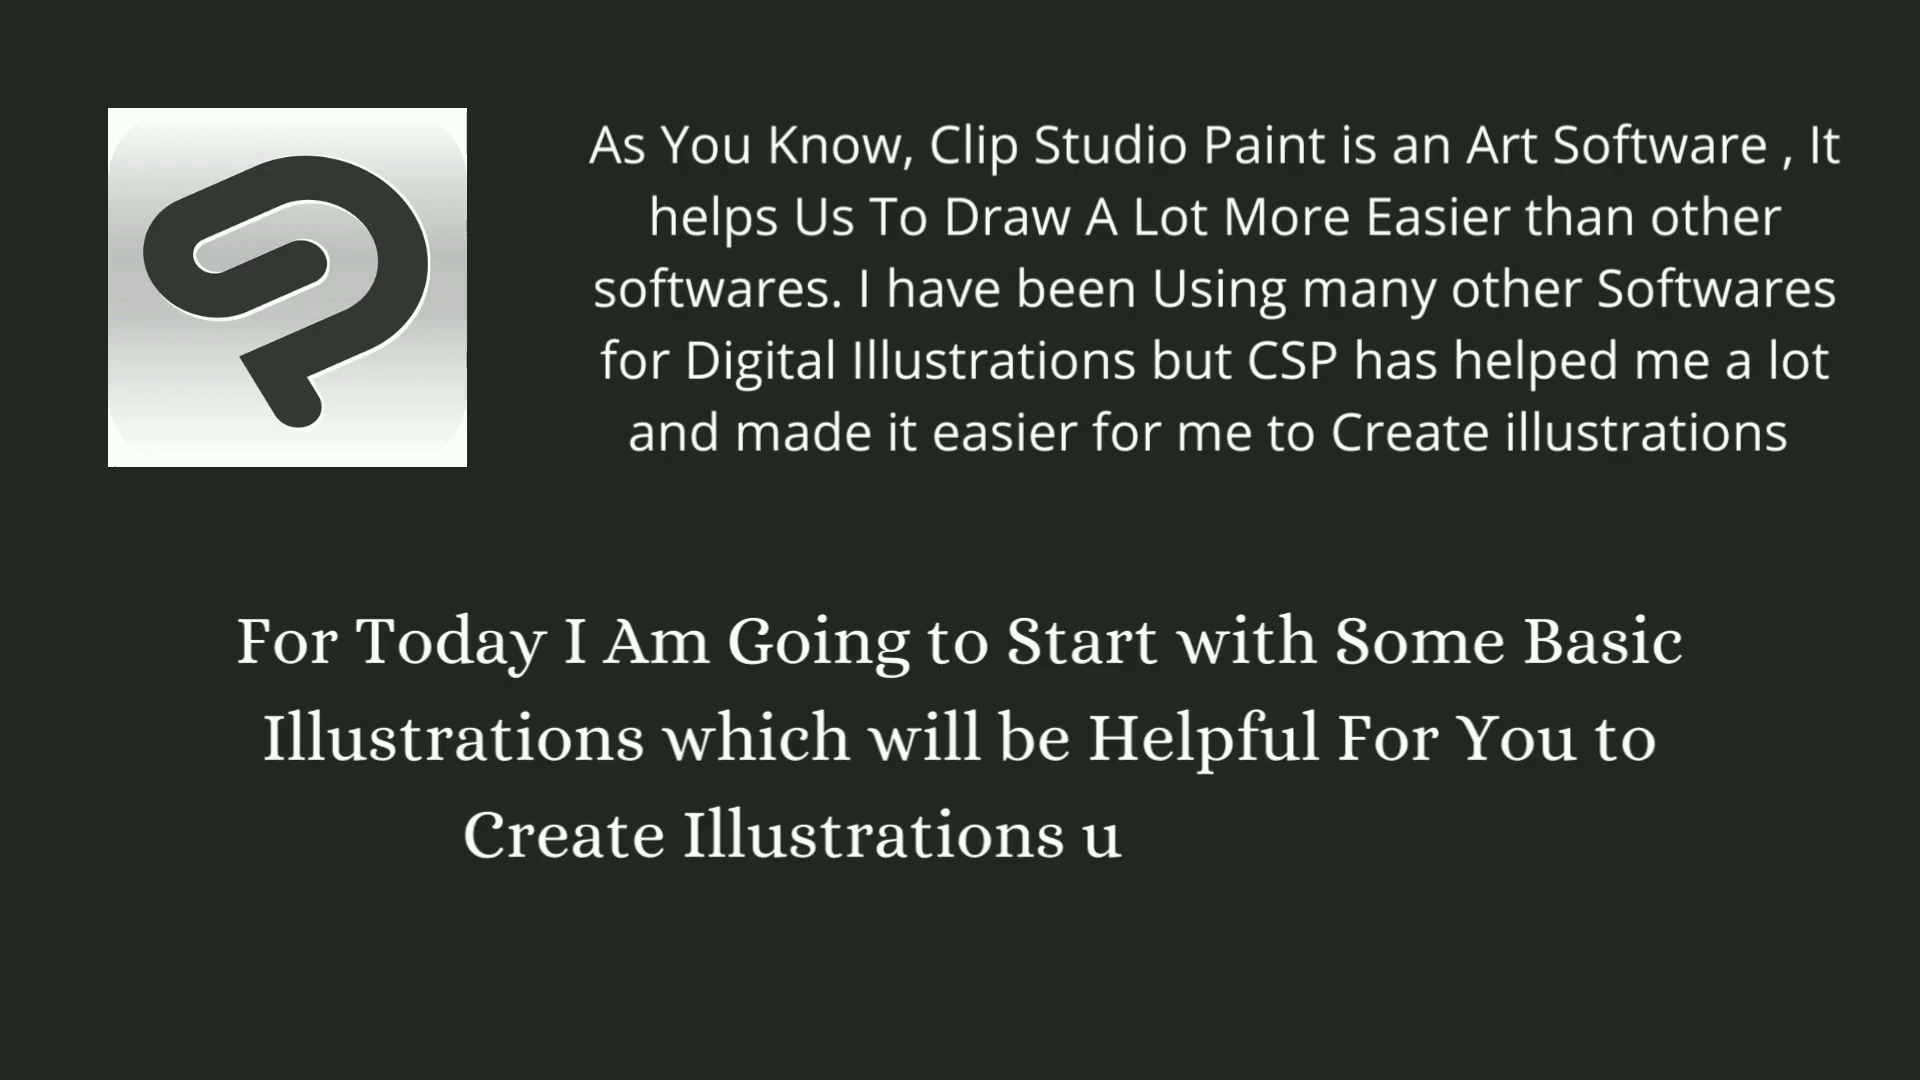 As You Know, Clip Studio Paint is an Art Software , It
helps Us To Draw A Lot More Easier than other
softwares. I have been Using many other Softwares
for Digital Illustrations but CSP has helped me a lot
and made it easier for me to Create illustrations
For Today I Am Going to Start with Some Basic
Illustrations which will be Helpful For You to
Create Illustrations u